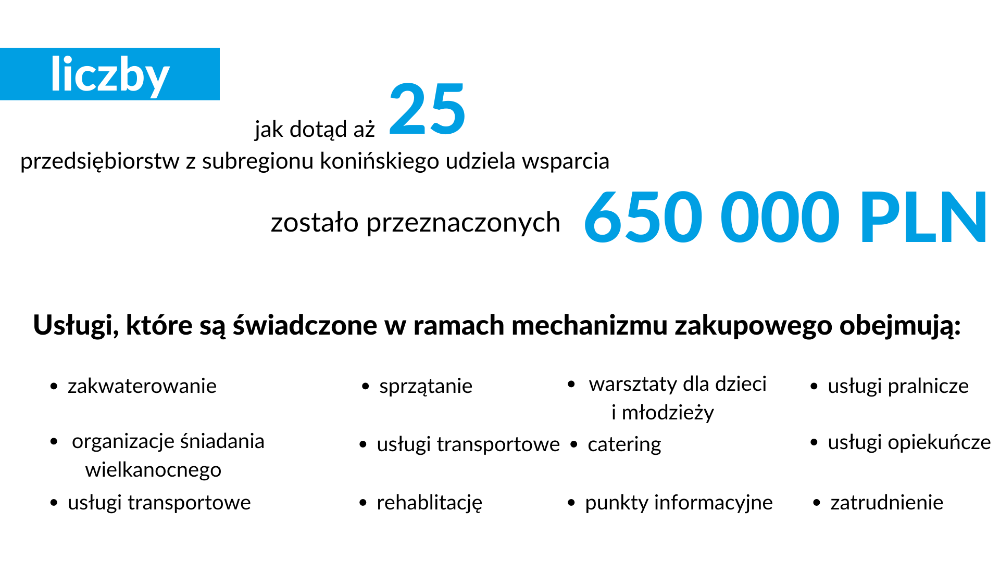 liczby
jak dotąd aż 25
przedsiębiorstw z subregionu konińskiego udziela wsparcia
zostało przeznaczonych 650 000 PLN
Usługi, które są świadczone w ramach mechanizmu zakupowego obejmują:
• zakwaterowanie
• organizacje śniadania
wielkanocnego
• usługi transportowe
• sprzątanie
• usługi transportowe
• rehablitację
• warsztaty dla dzieci
i młodzieży
• catering
• punkty informacyjne
• usługi pralnicze
• usługi opiekuńcze
• zatrudnienie